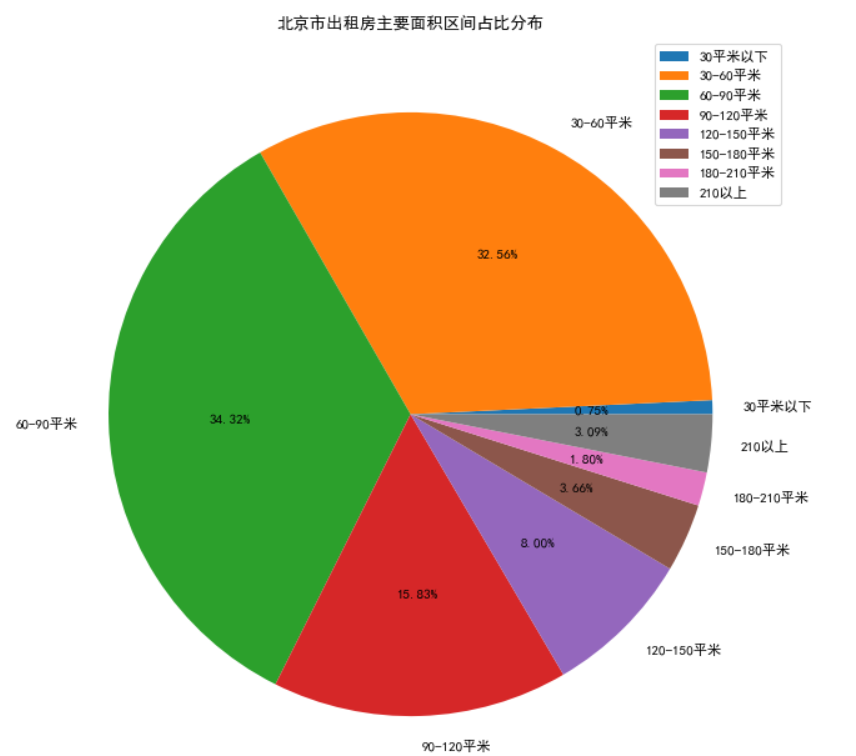 北京市出租房主要面积区间占比分布
30平米以下
30-60平米
60-90平米
90-120平米
120-150平米
150-180平米
180-210平米
210以上
30-60平米
32.56%
0.75%
30平米以下
34.32%
60-90平米
3.09%
210以上
1.80%
180-210平米
3.66%
150-180平米
8.00%
120-150平米
15.83%
90-120平米